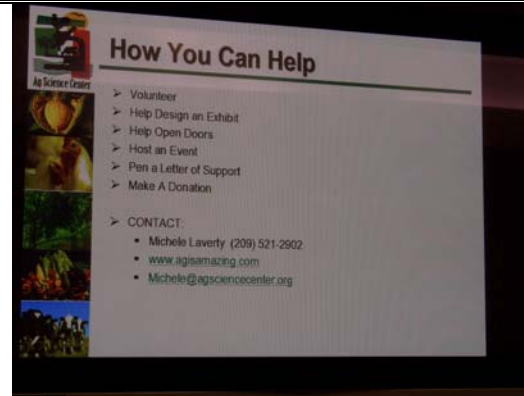 How You Can Help
Ag Science Center
➢ Volunteer
➢ Help Design an Exhibit
➢ Help Open Doors
➢ Host an Event
➢ Pen a Letter of Support
➢ Make A Donation
➢ CONTACT:
▪ Michele Laverty (209) 521-2902
▪ www.agisamazing.com
▪ Michele@agsciencecenter.org